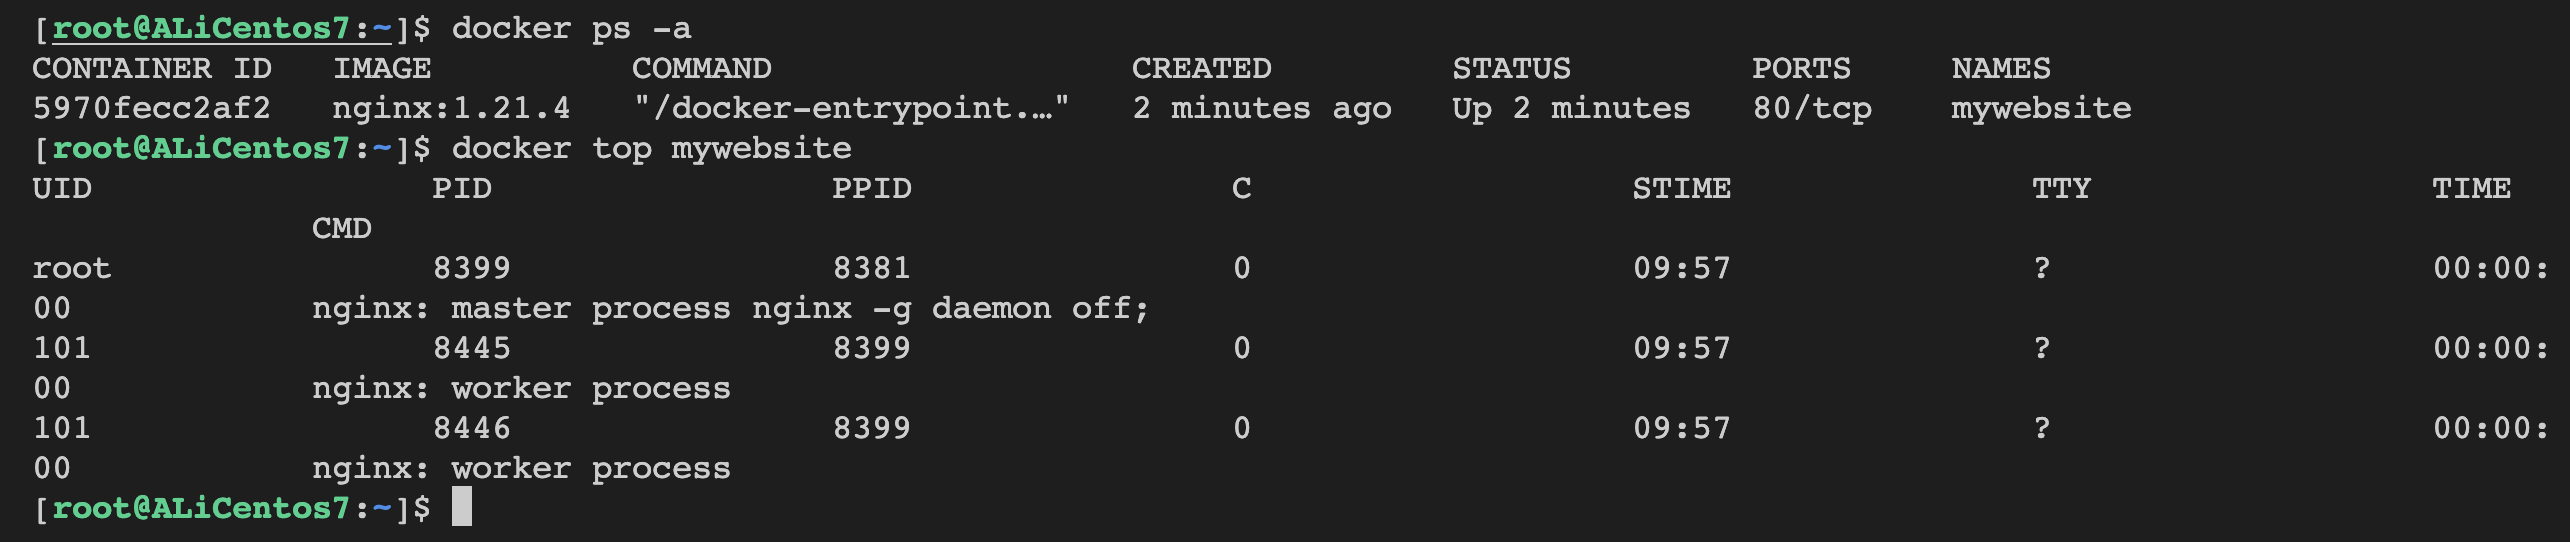 [root@ALiCentos7:~]$ docker ps -a
CONTAINER ID   IMAGE          COMMAND                  CREATED         STATUS         PORTS     NAMES
5970fecc2af2   nginx:1.21.4   "/docker-entrypoint.…"   2 minutes ago   Up 2 minutes   80/tcp    mywebsite
[root@ALiCentos7:~]$ docker top mywebsite
UID                 PID                 PPID                C                   STIME               TTY                 TIME
              CMD
root                8399                8381                0                   09:57               ?                   00:00:
00            nginx: master process nginx -g daemon off;
101                 8445                8399                0                   09:57               ?                   00:00:
00            nginx: worker process
101                 8446                8399                0                   09:57               ?                   00:00:
00            nginx: worker process
[root@ALiCentos7:~]$